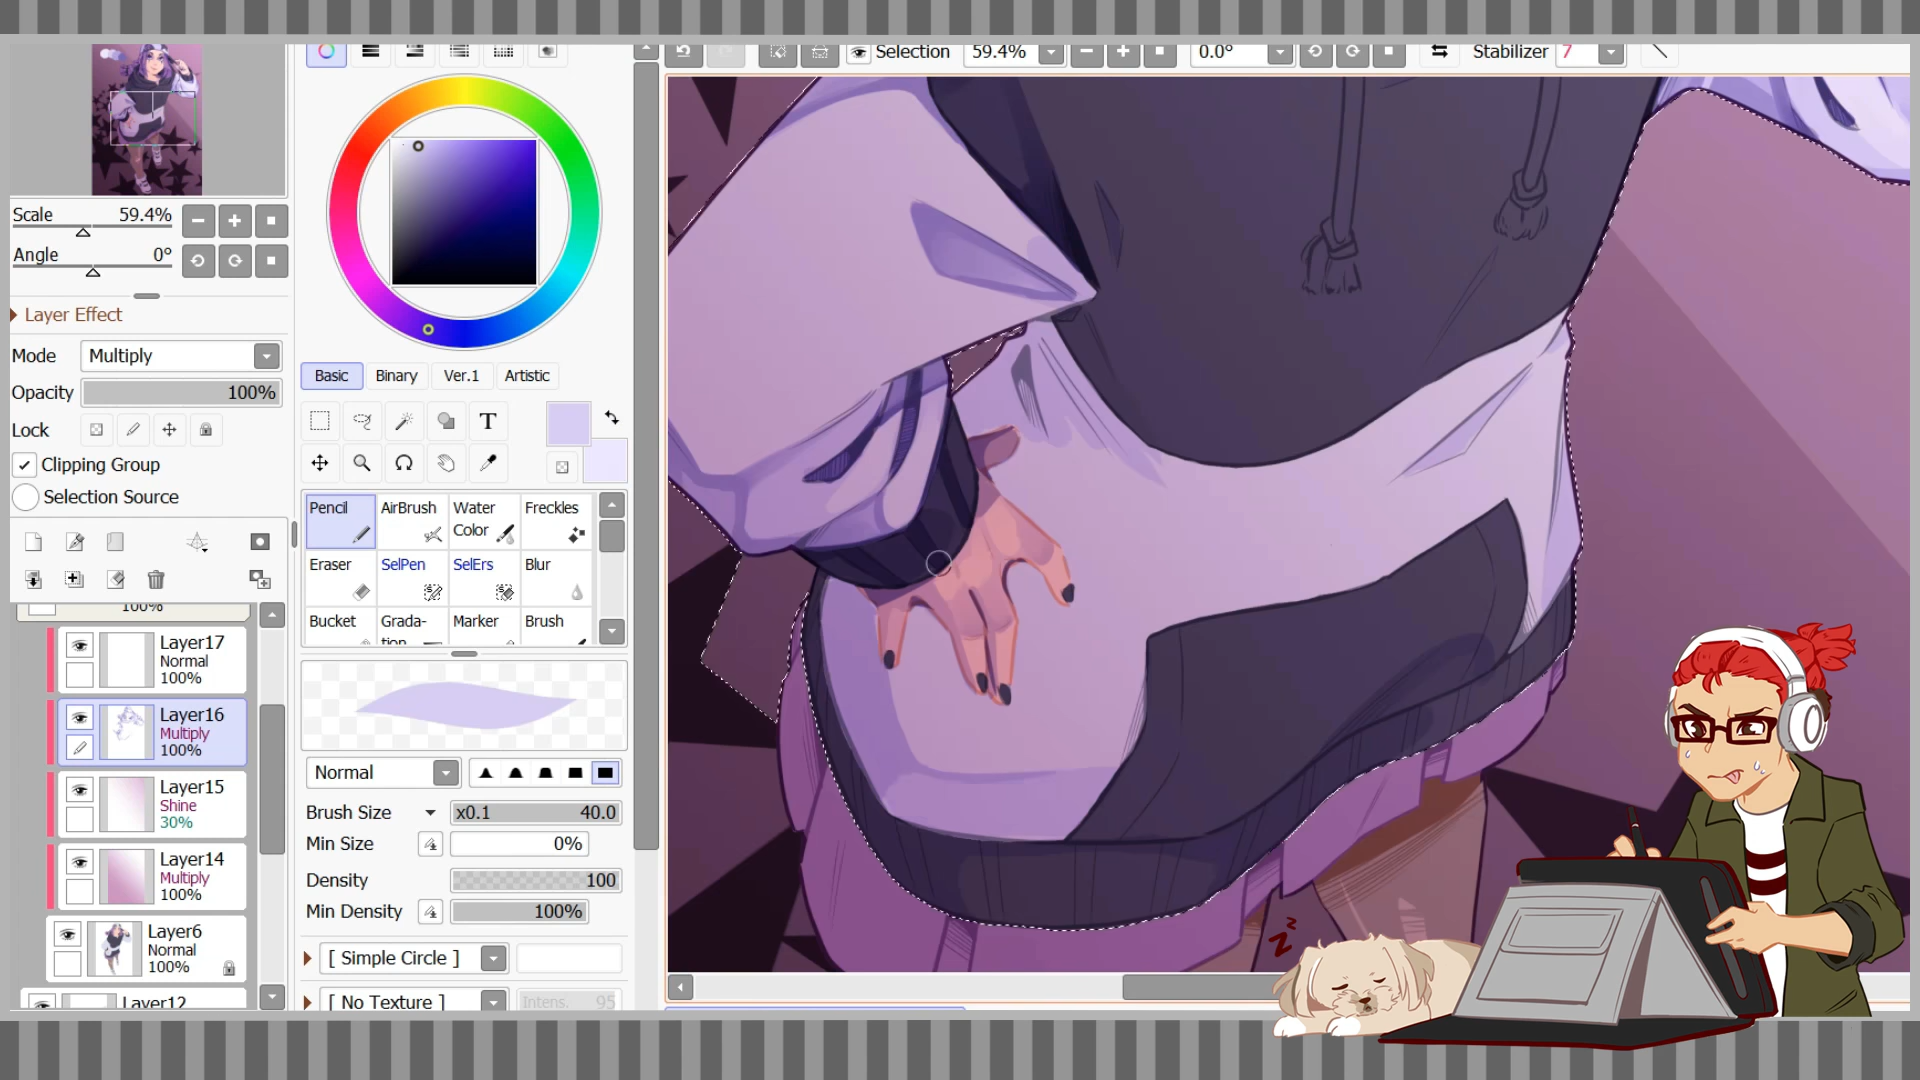 Selection
59.4%
0.0°
Stabilizer
7
Scale
59.4%
Angle
0°
Layer Effect
Mode
Multiply
Opacity
100%
Lock
Clipping Group
Selection Source
100%
Layer17
Normal
100%
Layer16
Multiply
100%
Layer15
Shine
30%
Layer14
Multiply
100%
Layer6
Normal
100%
Layer12
Basic
Binary
Ver.1
Artistic
T
Pencil
AirBrush
Water
Color
Freckles
Eraser
SelPen
SelErs
Blur
Bucket
Grada-
tion
Marker
Brush
Normal
Brush Size
x0.1
40.0
Min Size
0%
Density
100
Min Density
100%
[ Simple Circle ]
[ No Texture ]
Intens.
95
z z z